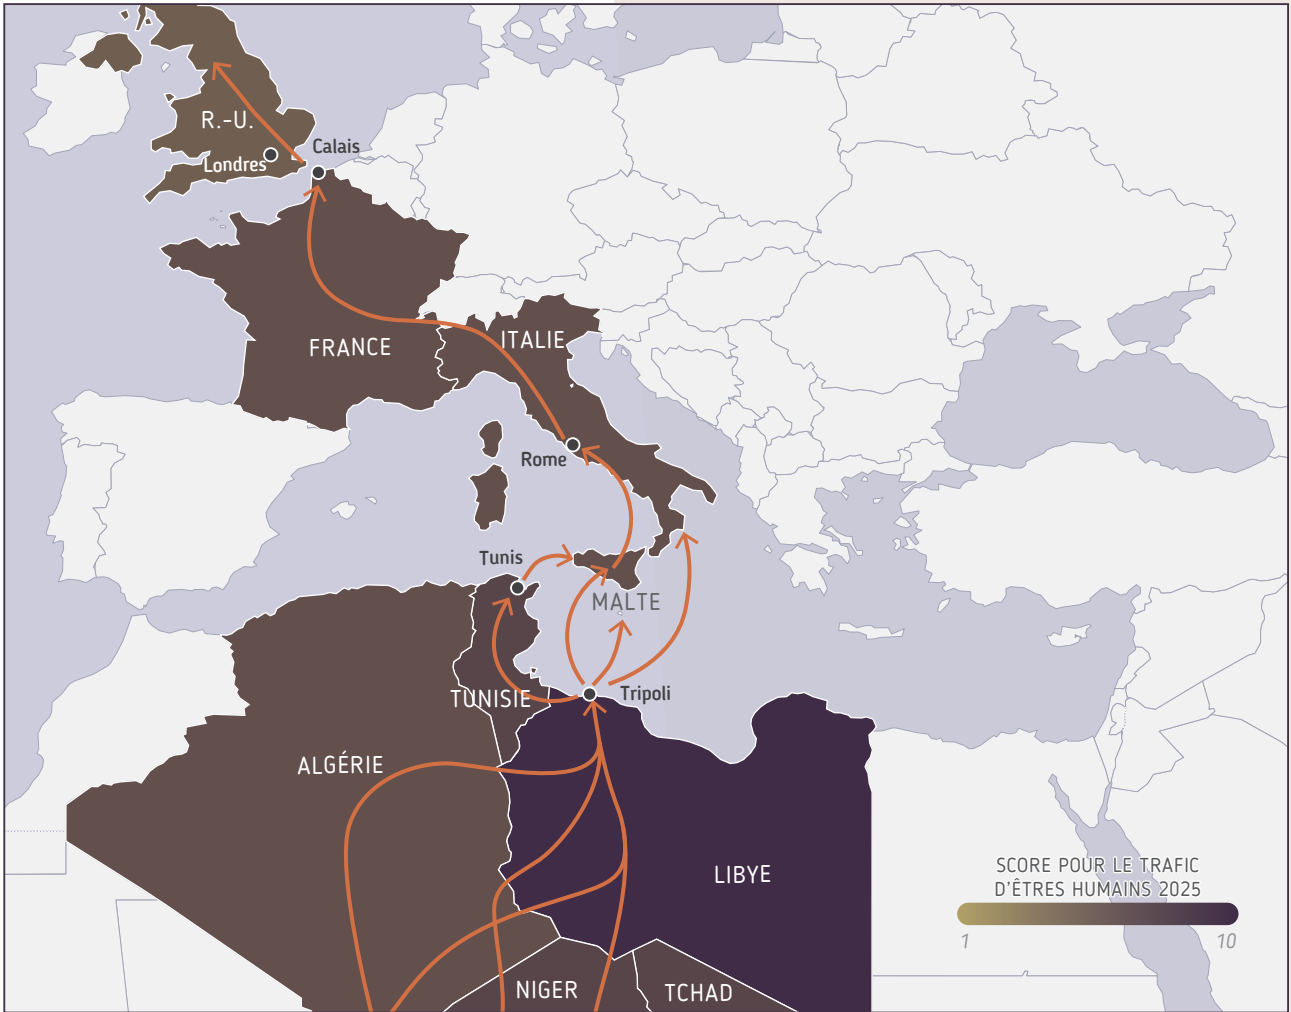 R.-U.
Calais
Londres
FRANCE
ITALIE
Rome
Tunis
MALTE
TUNISIE
Tripoli
ALGÉRIE
LIBYE
SCORE POUR LE TRAFIC
D'ÊTRES HUMAINS 2025
1 10
NIGER
TCHAD